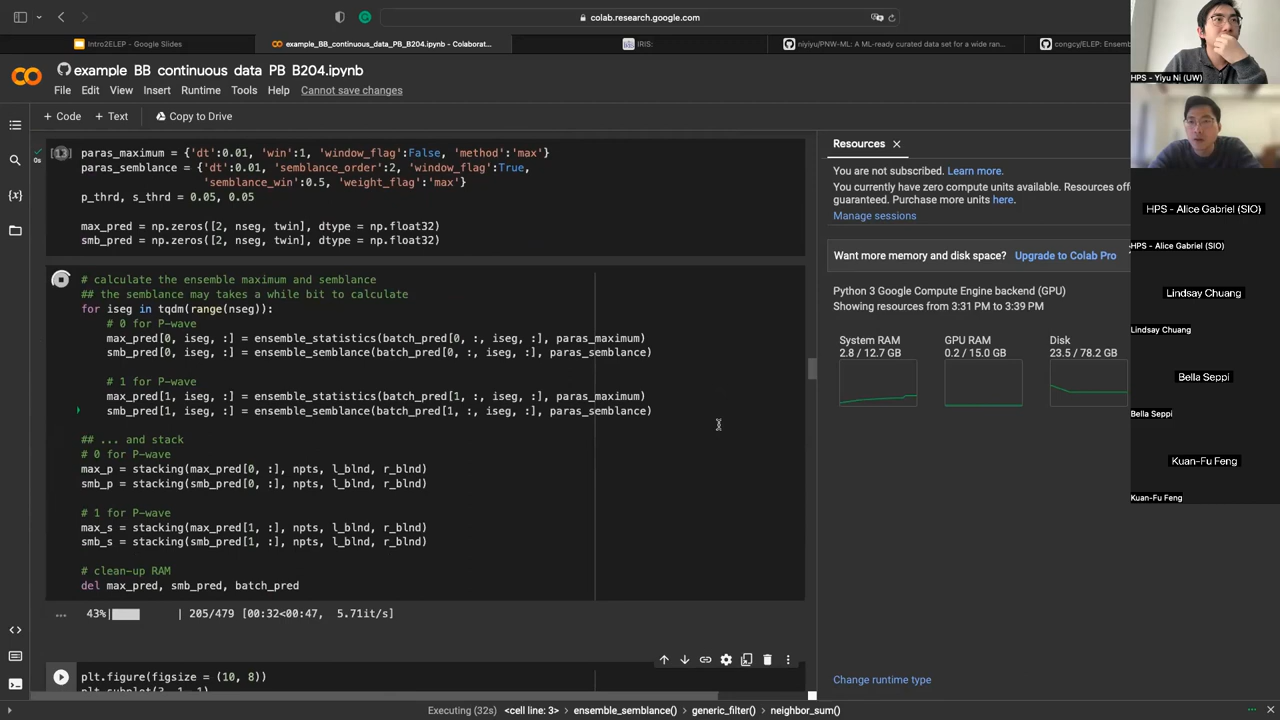 colab.research.google.com
Intro2ELEP - Google Slides
example_BB_continuous_data_PB_B204.ipynb - Colaborat...
IRIS:
niyiyu/PNW-ML: A ML-ready curated data set for a wide ran...
congcy/ELEP: Ensemb
example_BB_continuous_data_PB_B204.ipynb
File Edit View Insert Runtime Tools Help Cannot save changes
+ Code + Text Copy to Drive
[13]
0s
paras_maximum = {'dt':0.01, 'win':1, 'window_flag':False, 'method':'max'}
paras_semblance = {'dt':0.01, 'semblance_order':2, 'window_flag':True,
'semblance_win':0.5, 'weight_flag':'max'}
p_thrd, s_thrd = 0.05, 0.05
max_pred = np.zeros([2, nseg, twin], dtype = np.float32)
smb_pred = np.zeros([2, nseg, twin], dtype = np.float32)
# calculate the ensemble maximum and semblance
## the semblance may takes a while bit to calculate
for iseg in tqdm(range(nseg)):
# 0 for P-wave
max_pred[0, iseg, :] = ensemble_statistics(batch_pred[0, :, iseg, :], paras_maximum)
smb_pred[0, iseg, :] = ensemble_semblance(batch_pred[0, :, iseg, :], paras_semblance)
# 1 for P-wave
max_pred[1, iseg, :] = ensemble_statistics(batch_pred[1, :, iseg, :], paras_maximum)
smb_pred[1, iseg, :] = ensemble_semblance(batch_pred[1, :, iseg, :], paras_semblance)
## ... and stack
# 0 for P-wave
max_p = stacking(max_pred[0, :], npts, l_blnd, r_blnd)
smb_p = stacking(smb_pred[0, :], npts, l_blnd, r_blnd)
# 1 for P-wave
max_s = stacking(max_pred[1, :], npts, l_blnd, r_blnd)
smb_s = stacking(smb_pred[1, :], npts, l_blnd, r_blnd)
# clean-up RAM
del max_pred, smb_pred, batch_pred
... 43%| | 205/479 [00:32<00:47, 5.71it/s]
plt.figure(figsize = (10, 8))
plt.subplot(3, 1, 1)
Executing (32s) <cell line: 3> ensemble_semblance() generic_filter() neighbor_sum()
Resources
You are not subscribed. Learn more.
You currently have zero compute units available. Resources off
guaranteed. Purchase more units here.
Manage sessions
Want more memory and disk space? Upgrade to Colab Pro
Python 3 Google Compute Engine backend (GPU)
Showing resources from 3:31 PM to 3:39 PM
System RAM
2.8 / 12.7 GB
GPU RAM
0.2 / 15.0 GB
Disk
23.5 / 78.2 GB
Change runtime type
HPS - Yiyu Ni (UW)
HPS - Alice Gabriel (SIO)
HPS - Alice Gabriel (SIO)
Lindsay Chuang
Lindsay Chuang
Bella Seppi
Bella Seppi
Kuan-Fu Feng
Kuan-Fu Feng